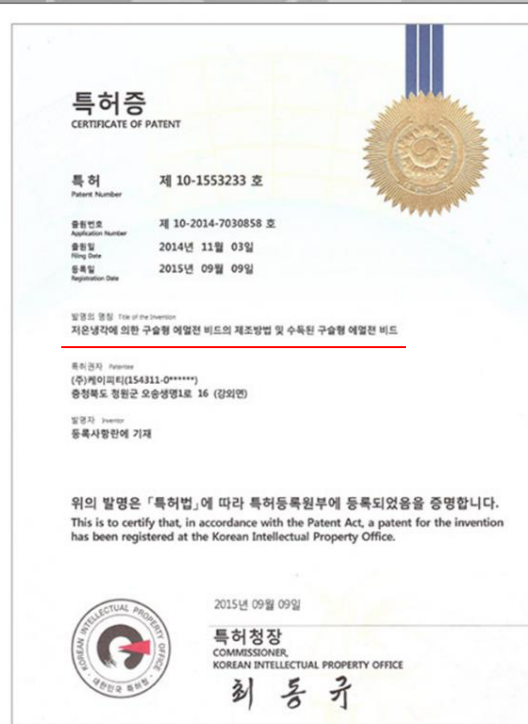 특허증
CERTIFICATE OF PATENT
특 허 제 10-1553233 호
Patent Number
출원번호 제 10-2014-7030858 호
Application Number
출원일 2014년 11월 03일
Filing Date
등록일 2015년 09월 09일
Registration Date
발명의 명칭 Title of the Invention
저온냉각에 의한 구슬형 에멀젼 비드의 제조방법 및 수득된 구슬형 에멀젼 비드
특허권자 Patentee
(주)케이피티(154311-0******)
충청북도 청원군 오송생명1로 16 (강외면)
발명자 Inventor
등록사항란에 기재
위의 발명은 「특허법」에 따라 특허등록원부에 등록되었음을 증명합니다.
This is to certify that, in accordance with the Patent Act, a patent for the invention
has been registered at the Korean Intellectual Property Office.
2015년 09월 09일
특허청장
COMMISSIONER,
KOREAN INTELLECTUAL PROPERTY OFFICE
최동규
KOREAN INTELLECTUAL PROPERTY OFFICE
대한민국 특허청